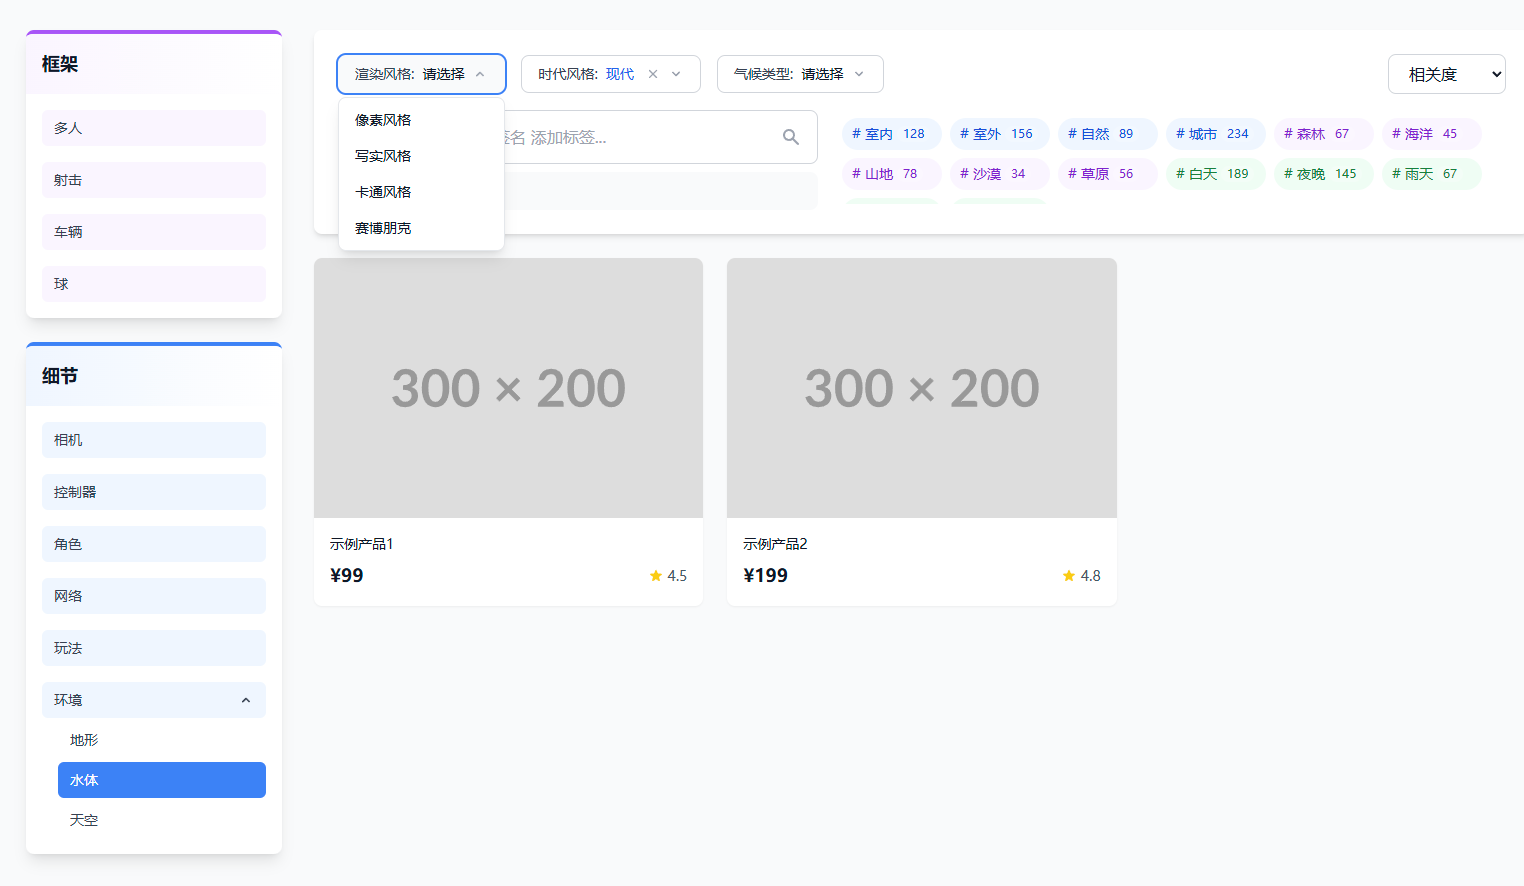 框架
多人
射击
车辆
球
细节
相机
控制器
角色
网络
玩法
环境
地形
水体
天空
渲染风格: 请选择
时代风格: 现代
气候类型: 请选择
相关度
像素风格
写实风格
卡通风格
赛博朋克
名 添加标签...
# 室内 128
# 室外 156
# 自然 89
# 城市 234
# 森林 67
# 海洋 45
# 山地 78
# 沙漠 34
# 草原 56
# 白天 189
# 夜晚 145
# 雨天 67
300 × 200
示例产品1
¥99
4.5
300 × 200
示例产品2
¥199
4.8